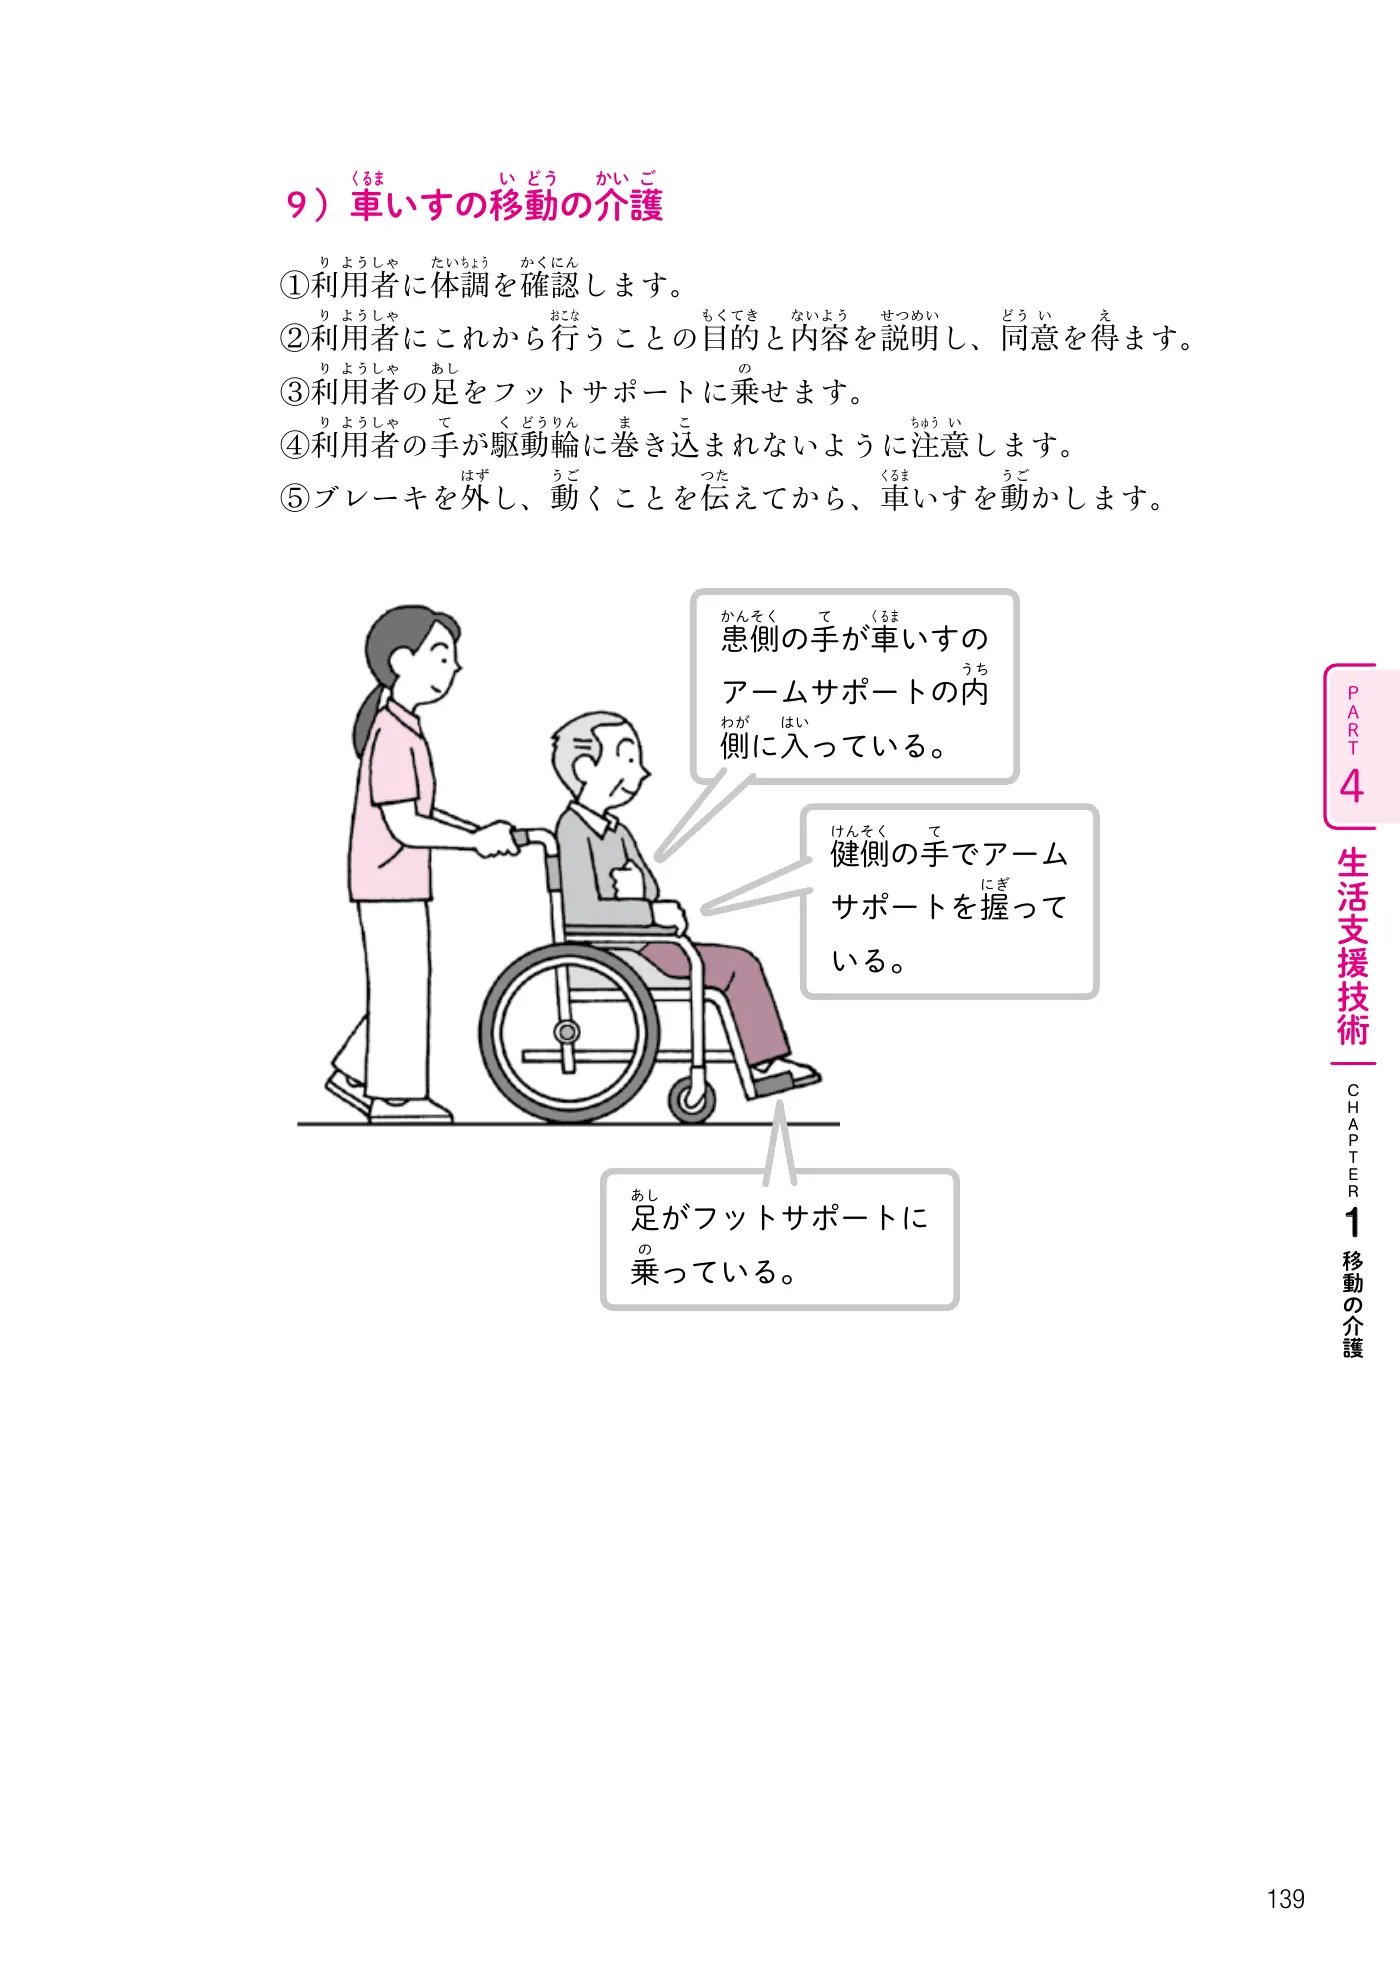 ９）車いすの移動の介護
①利用者に体調を確認します。
②利用者にこれから行うことの目的と内容を説明し、同意を得ます。
③利用者の足をフットサポートに乗せます。
④利用者の手が駆動輪に巻き込まれないように注意します。
⑤ブレーキを外し、動くことを伝えてから、車いすを動かします。
患側の手が車いすの
アームサポートの内
側に入っている。
健側の手でアーム
サポートを握って
いる。
足がフットサポートに
乗っている。
PART 4 生活支援技術
CHAPTER 1 移動の介護
139